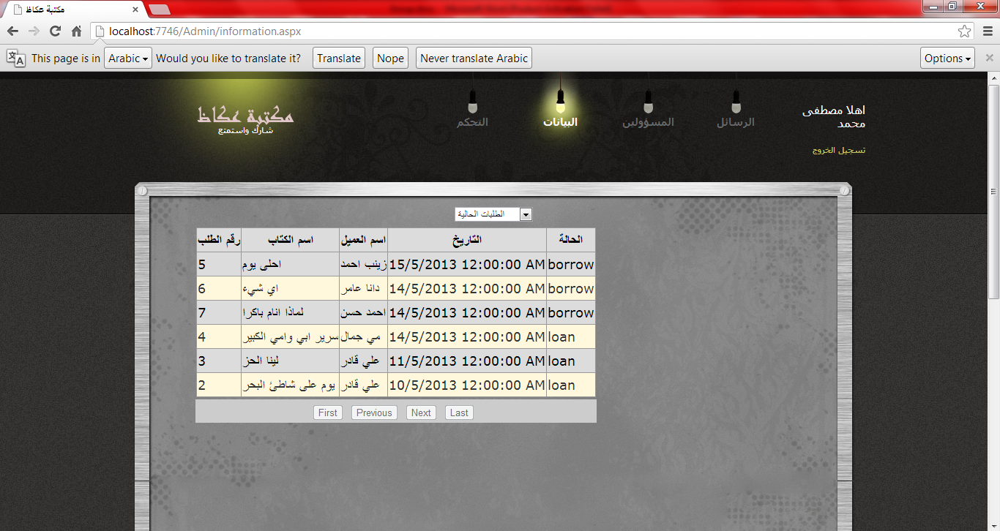 مكتبة عكاظ
localhost:7746/Admin/information.aspx
This page is in Arabic Would you like to translate it? Translate Nope Never translate Arabic Options
مكتبة عكاظ
شارك واستمتع
التحكم البيانات المسؤولين الرسائل
اهلا مصطفى
محمد
تسجيل الخروج
الطلبات الحالية
رقم الطلب اسم الكتاب اسم العميل التاريخ الحالة
5 احلى يوم زينب احمد 15/5/2013 12:00:00 AM borrow
6 اي شيء دانا عامر 14/5/2013 12:00:00 AM borrow
7 لماذا انام باكرا احمد حسن 14/5/2013 12:00:00 AM borrow
4 سرير ابي وامي الكبير مي جمال 14/5/2013 12:00:00 AM loan
3 لينا الحز علي قادر 11/5/2013 12:00:00 AM loan
2 يوم على شاطئ البحر علي قادر 10/5/2013 12:00:00 AM loan
First Previous Next Last